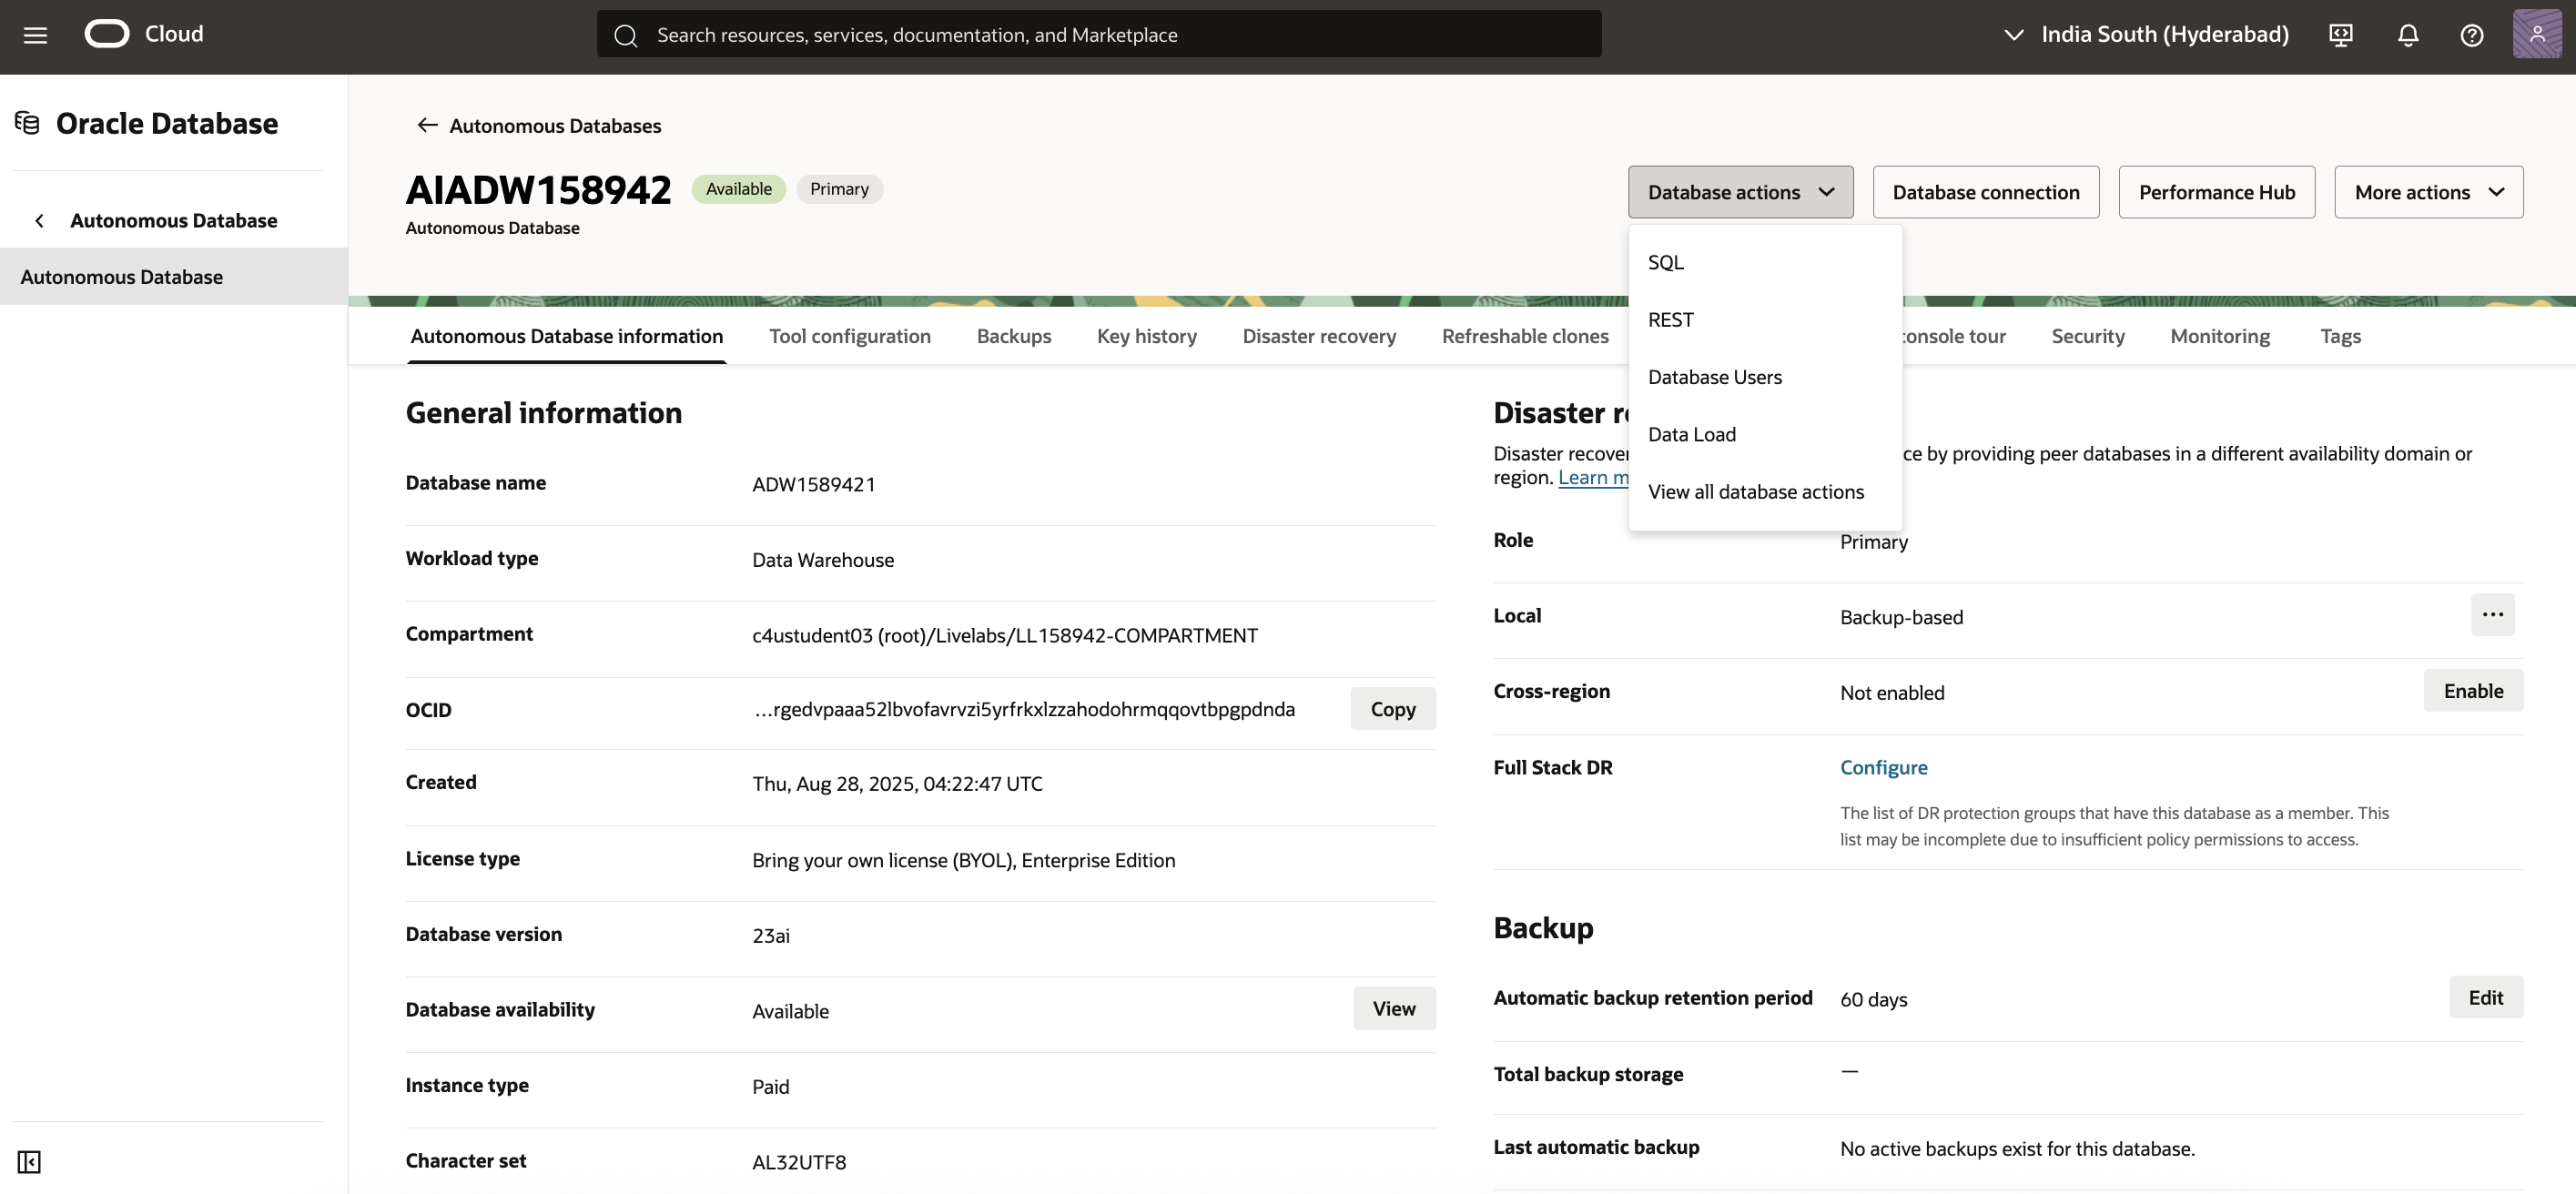 Cloud
Search resources, services, documentation, and Marketplace
India South (Hyderabad)
Oracle Database
Autonomous Database
Autonomous Database
Autonomous Databases
AIADW158942
Available
Primary
Autonomous Database
Database actions
Database connection
Performance Hub
More actions
SQL
REST
Database Users
Data Load
View all database actions
Autonomous Database information
Tool configuration
Backups
Key history
Disaster recovery
Refreshable clones
console tour
Security
Monitoring
Tags
General information
Database name
ADW1589421
Workload type
Data Warehouse
Compartment
c4ustudent03 (root)/Livelabs/LL158942-COMPARTMENT
OCID
...rgedvpaaa52lbvofavrvzi5yrfrkxlzzahodohrmqqovtbpgpdnda
Copy
Created
Thu, Aug 28, 2025, 04:22:47 UTC
License type
Bring your own license (BYOL), Enterprise Edition
Database version
23ai
Database availability
Available
View
Instance type
Paid
Character set
AL32UTF8
Disaster
Disaster ce by providing peer databases in a different availability domain or
region. Learn
Role
Primary
Local
Backup-based
Cross-region
Not enabled
Enable
Full Stack DR
Configure
The list of DR protection groups that have this database as a member. This
list may be incomplete due to insufficient policy permissions to access.
Backup
Automatic backup retention period
60 days
Edit
Total backup storage
—
Last automatic backup
No active backups exist for this database.